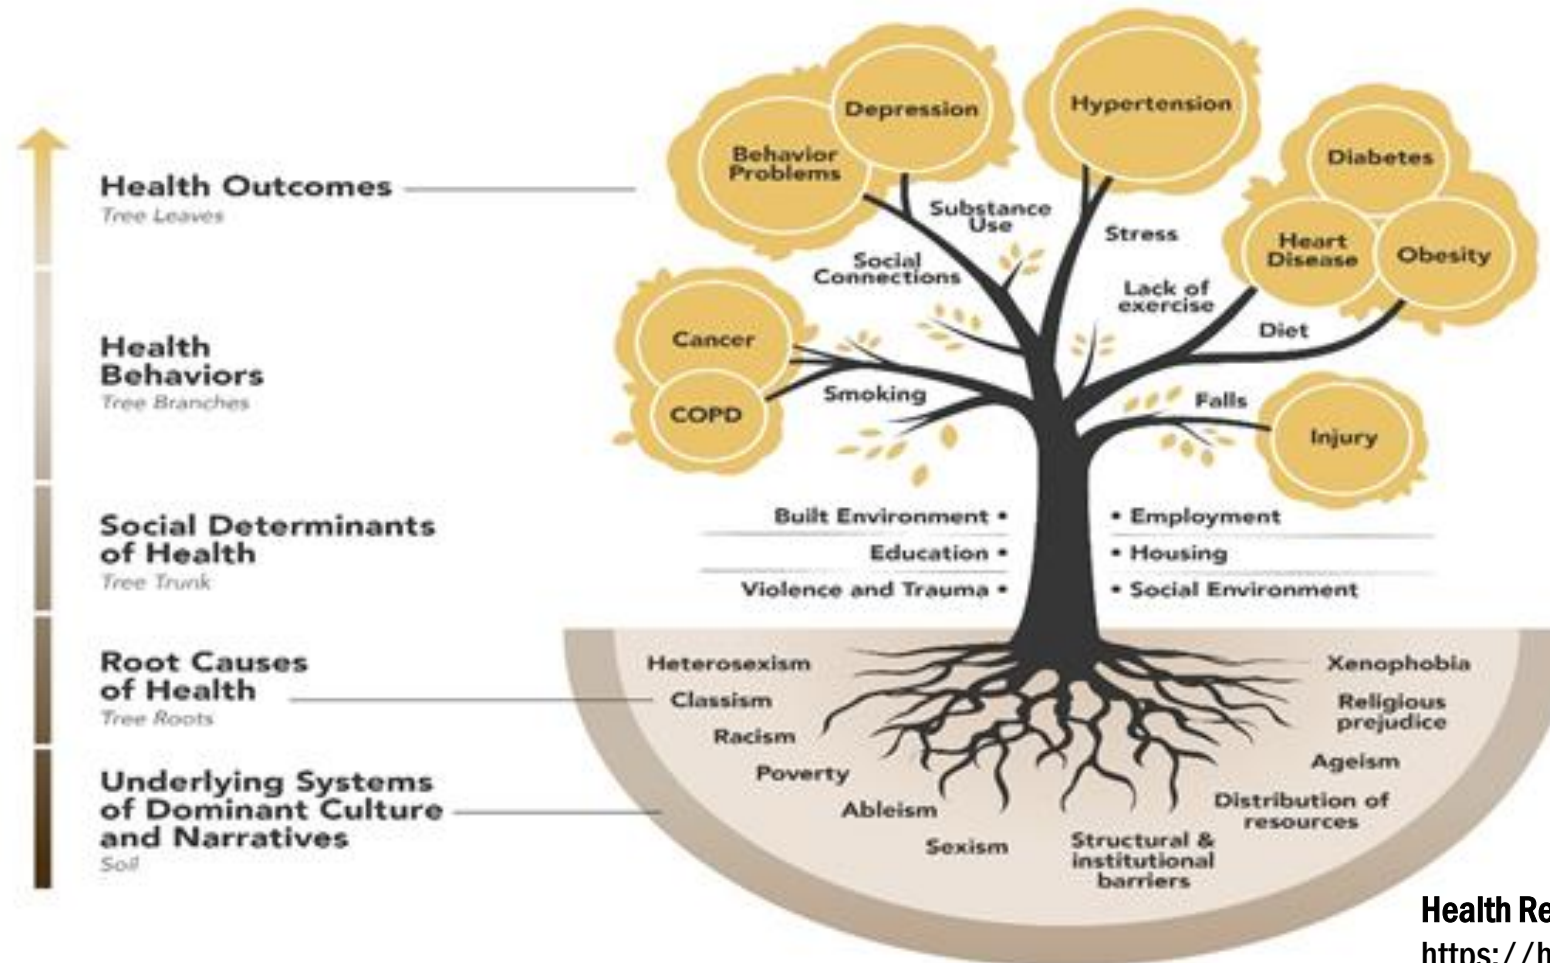 Health Outcomes
Tree Leaves
Health
Behaviors
Tree Branches
Social Determinants
of Health
Tree Trunk
Root Causes
of Health
Tree Roots
Underlying Systems
of Dominant Culture
and Narratives
Soil
Depression
Behavior
Problems
Hypertension
Diabetes
Heart
Disease
Obesity
Cancer
COPD
Injury
Substance
Use
Social
Connections
Stress
Lack of
exercise
Diet
Smoking
Falls
Built Environment •
Education •
Violence and Trauma •
• Employment
• Housing
• Social Environment
Heterosexism
Classism
Racism
Poverty
Ableism
Sexism
Structural &
institutional
barriers
Distribution of
resources
Ageism
Religious
prejudice
Xenophobia
Health Re
https://h